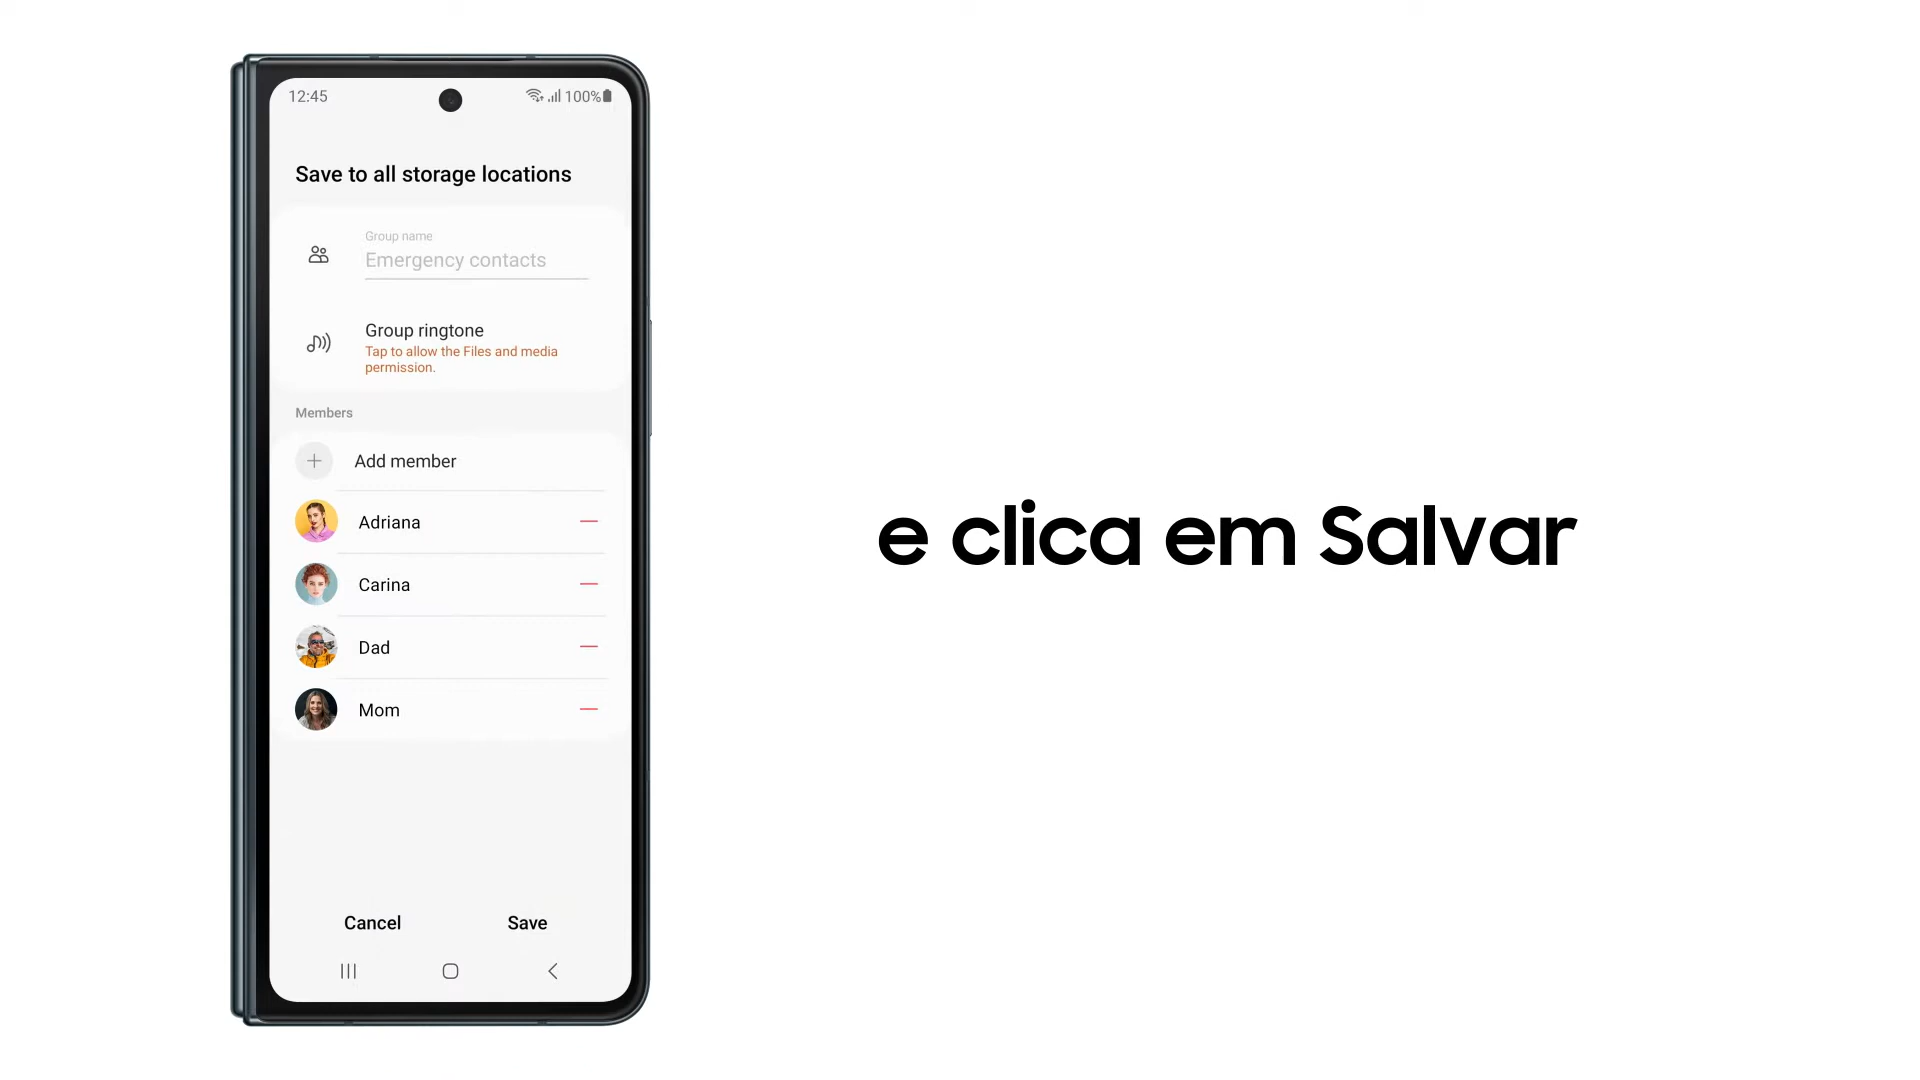 12:45
100%
Save to all storage locations
Group name
Emergency contacts
Group ringtone
Tap to allow the Files and media
permission.
Members
Add member
Adriana
Carina
Dad
Mom
Cancel
Save
e clica em Salvar